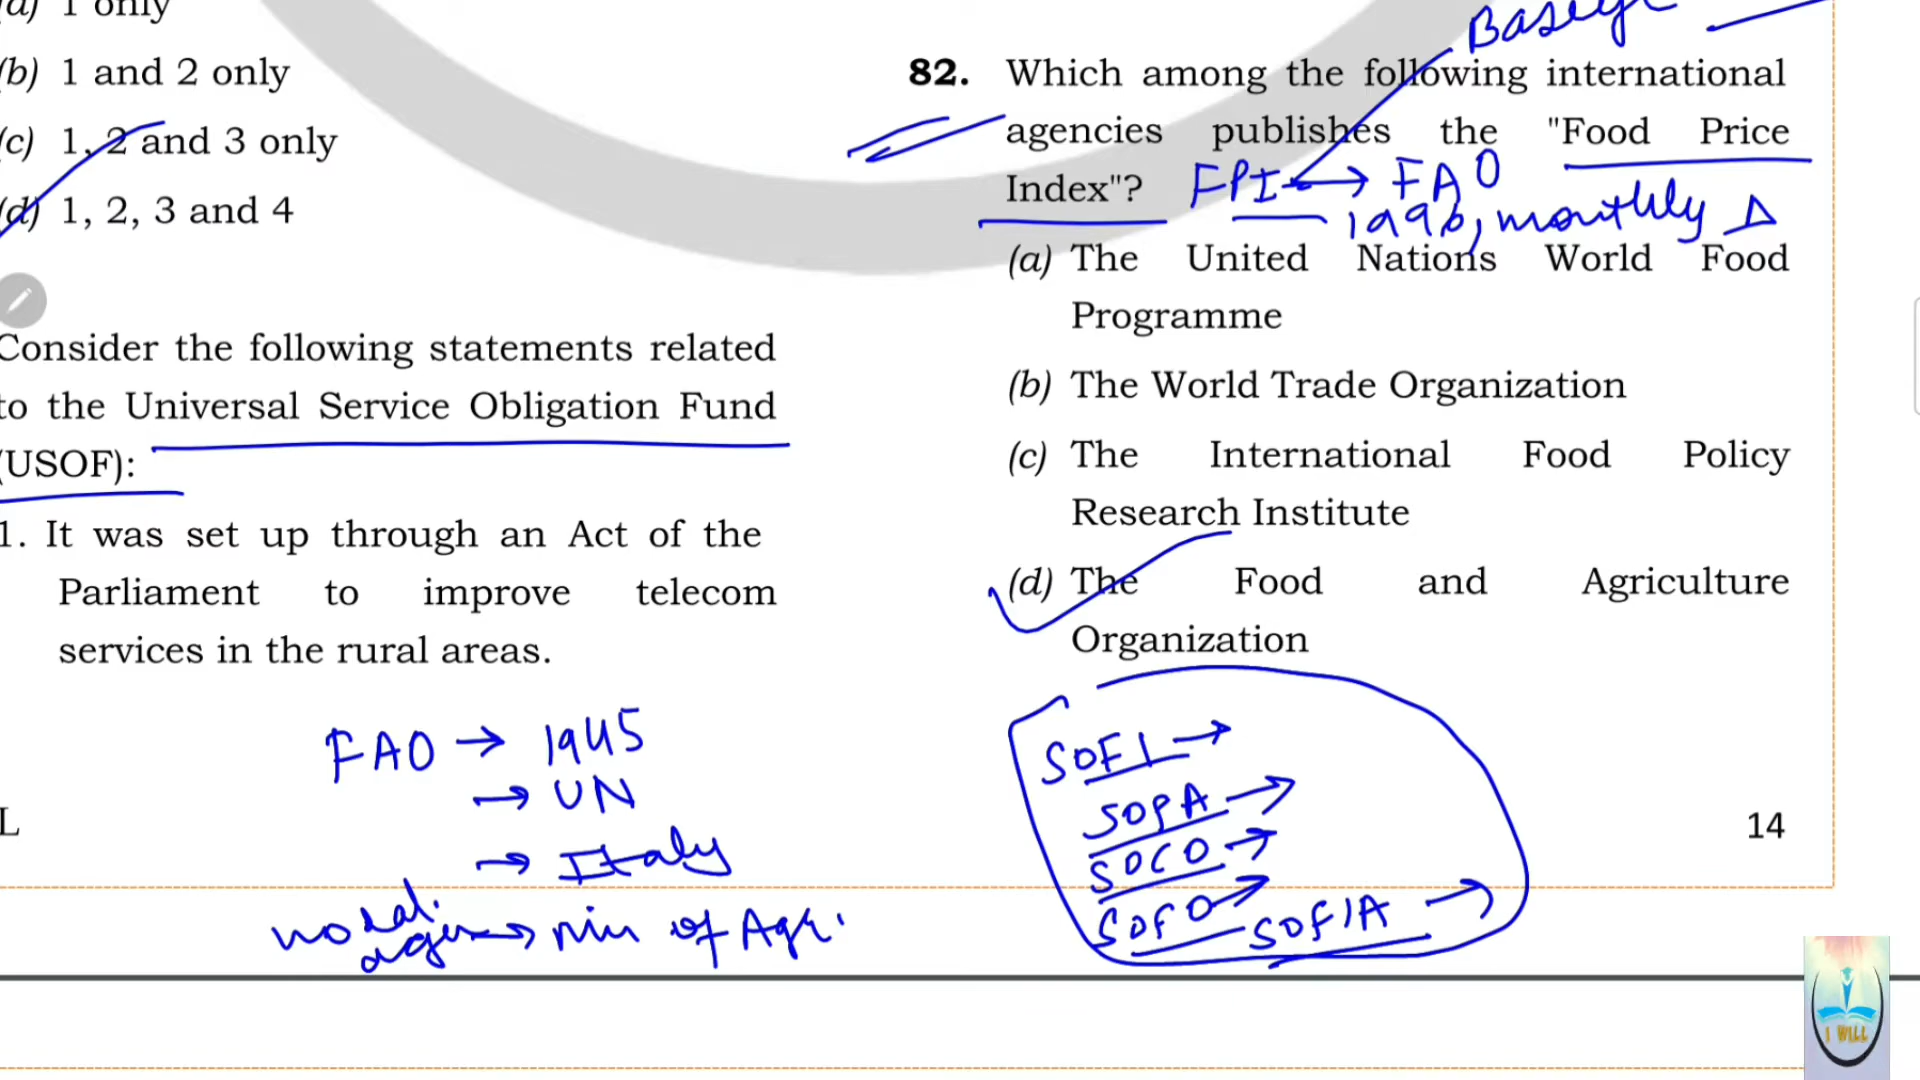 (a) 1 only
(b) 1 and 2 only
(c) 1, 2 and 3 only
(d) 1, 2, 3 and 4
Consider the following statements related
to the Universal Service Obligation Fund
(USOF):
1. It was set up through an Act of the
Parliament to improve telecom
services in the rural areas.
FAO → 1945
→ UN
→ Italy
nodal.
agen → min of Agr.
L
82. Which among the following international
agencies publishes the "Food Price
Index"?
FPI ↔ FAO
1996, monthly Δ
(a) The United Nations World Food
Programme
(b) The World Trade Organization
(c) The International Food Policy
Research Institute
(d) The Food and Agriculture
Organization
SOFI →
SOPA →
SOCO →
SOFO →
SOFIA →
14
I WILL